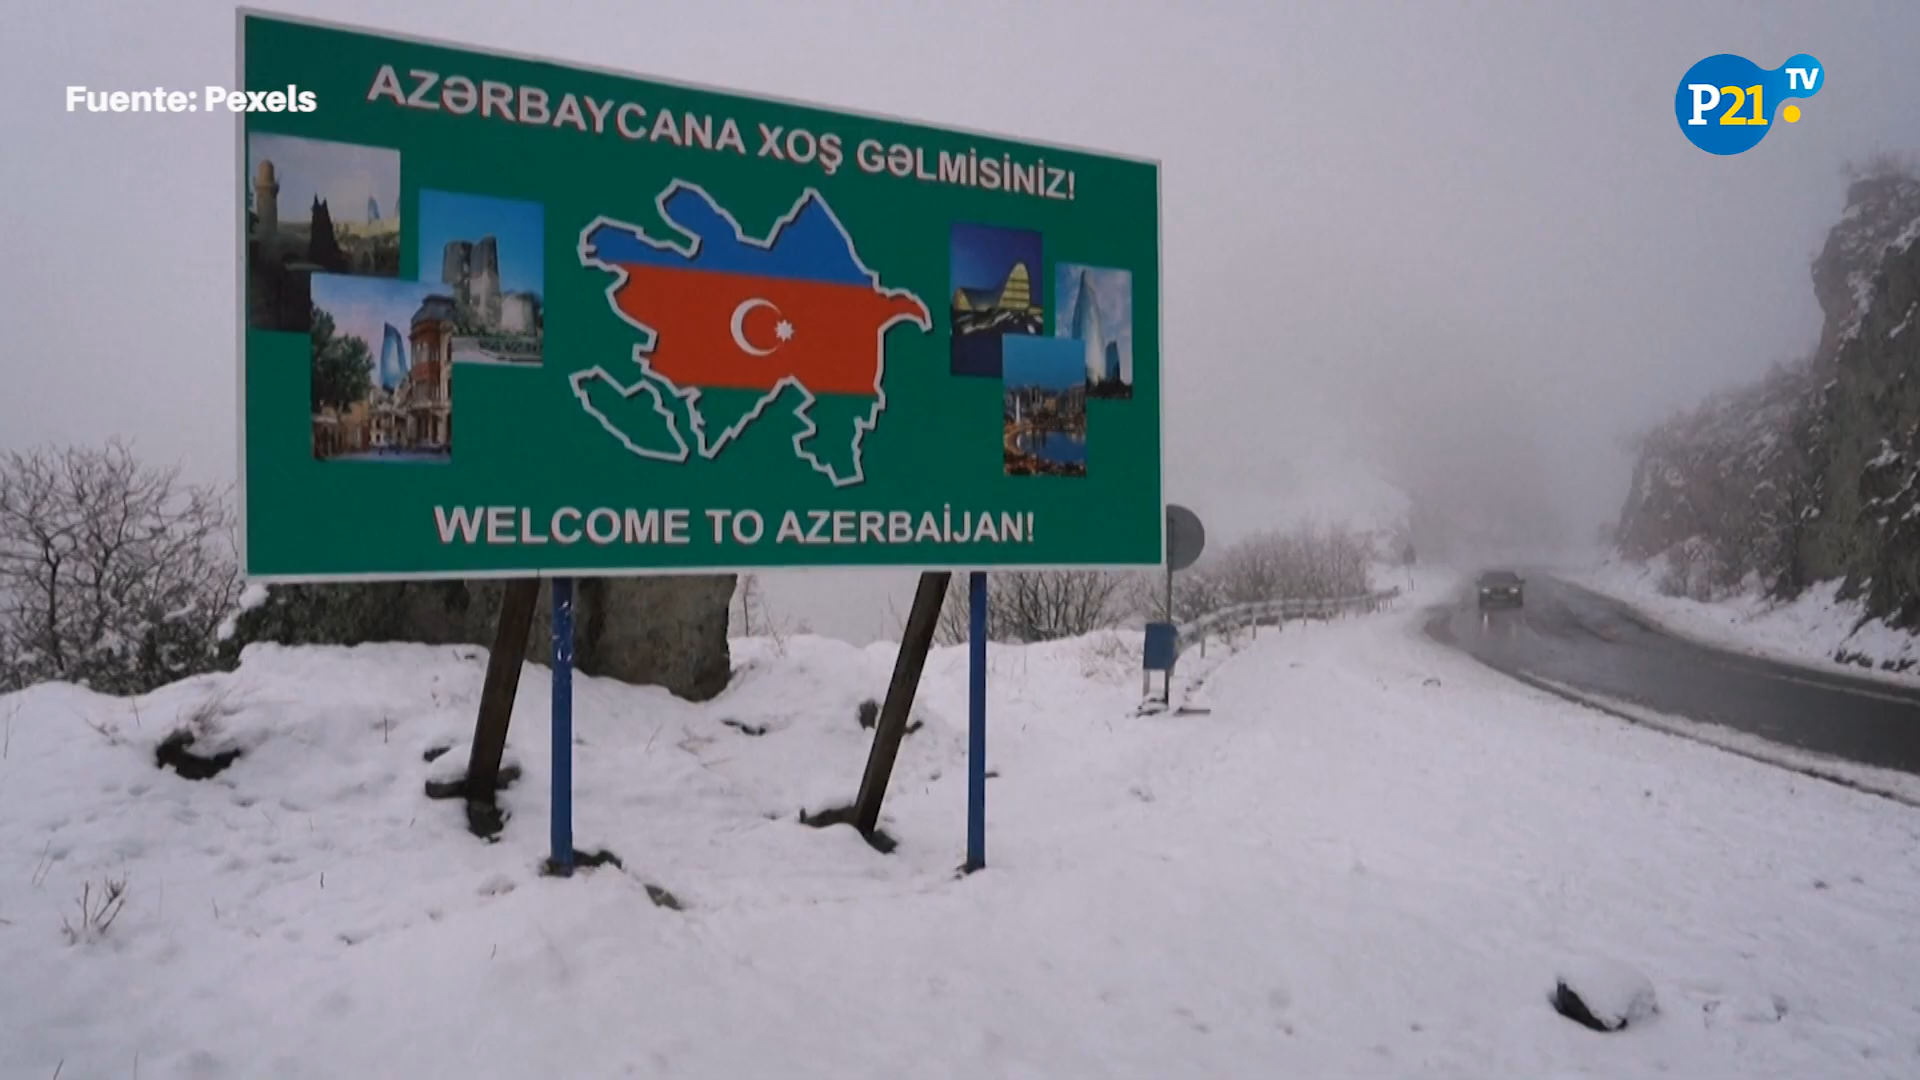 Fuente: Pexels
P21 TV
AZƏRBAYCANA XOŞ GƏLMİSİNİZ!
WELCOME TO AZERBAİJAN!